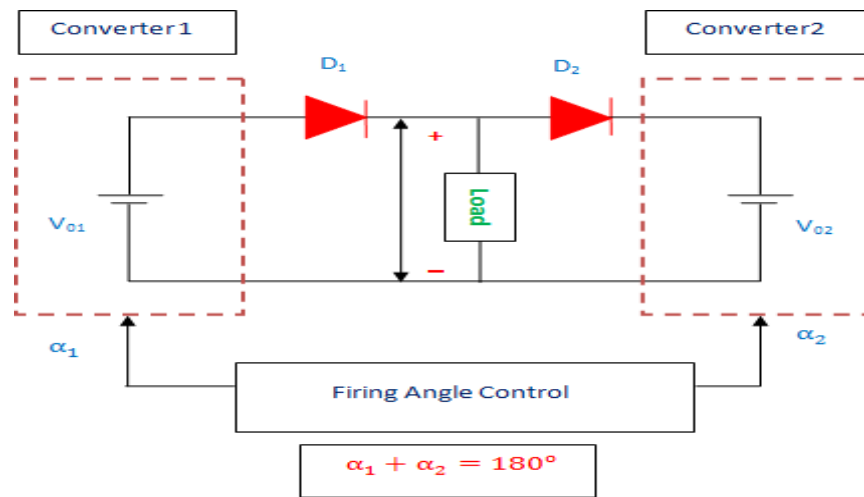 Converter1
Converter2
D₁
D₂
+
Load
V₀₁
V₀₂
−
α₁
α₂
Firing Angle Control
α₁ + α₂ = 180°